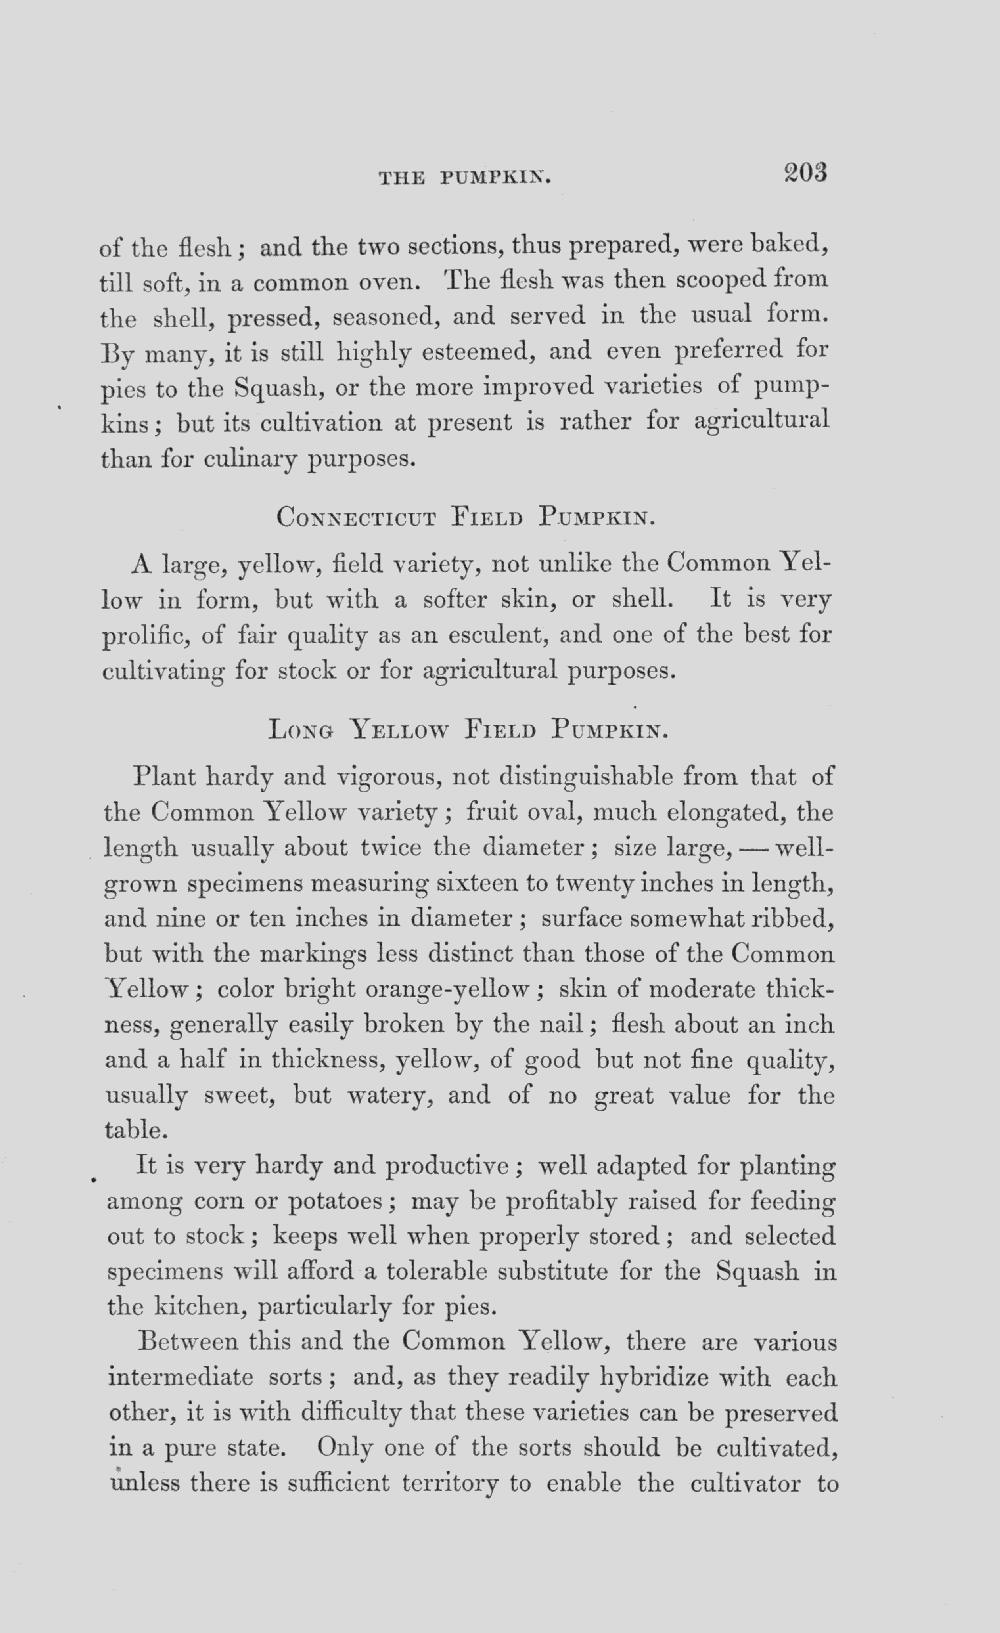 THE PUMPKIN. 203
of the flesh; and the two sections, thus prepared, were baked,
till soft, in a common oven. The flesh was then scooped from
the shell, pressed, seasoned, and served in the usual form.
By many, it is still highly esteemed, and even preferred for
pies to the Squash, or the more improved varieties of pump-
kins; but its cultivation at present is rather for agricultural
than for culinary purposes.
Connecticut Field Pumpkin.
A large, yellow, field variety, not unlike the Common Yel-
low in form, but with a softer skin, or shell. It is very
prolific, of fair quality as an esculent, and one of the best for
cultivating for stock or for agricultural purposes.
Long Yellow Field Pumpkin.
Plant hardy and vigorous, not distinguishable from that of
the Common Yellow variety; fruit oval, much elongated, the
length usually about twice the diameter; size large, — well-
grown specimens measuring sixteen to twenty inches in length,
and nine or ten inches in diameter; surface somewhat ribbed,
but with the markings less distinct than those of the Common
Yellow; color bright orange-yellow; skin of moderate thick-
ness, generally easily broken by the nail; flesh about an inch
and a half in thickness, yellow, of good but not fine quality,
usually sweet, but watery, and of no great value for the
table.
It is very hardy and productive; well adapted for planting
among corn or potatoes; may be profitably raised for feeding
out to stock; keeps well when properly stored; and selected
specimens will afford a tolerable substitute for the Squash in
the kitchen, particularly for pies.
Between this and the Common Yellow, there are various
intermediate sorts; and, as they readily hybridize with each
other, it is with difficulty that these varieties can be preserved
in a pure state. Only one of the sorts should be cultivated,
unless there is sufficient territory to enable the cultivator to